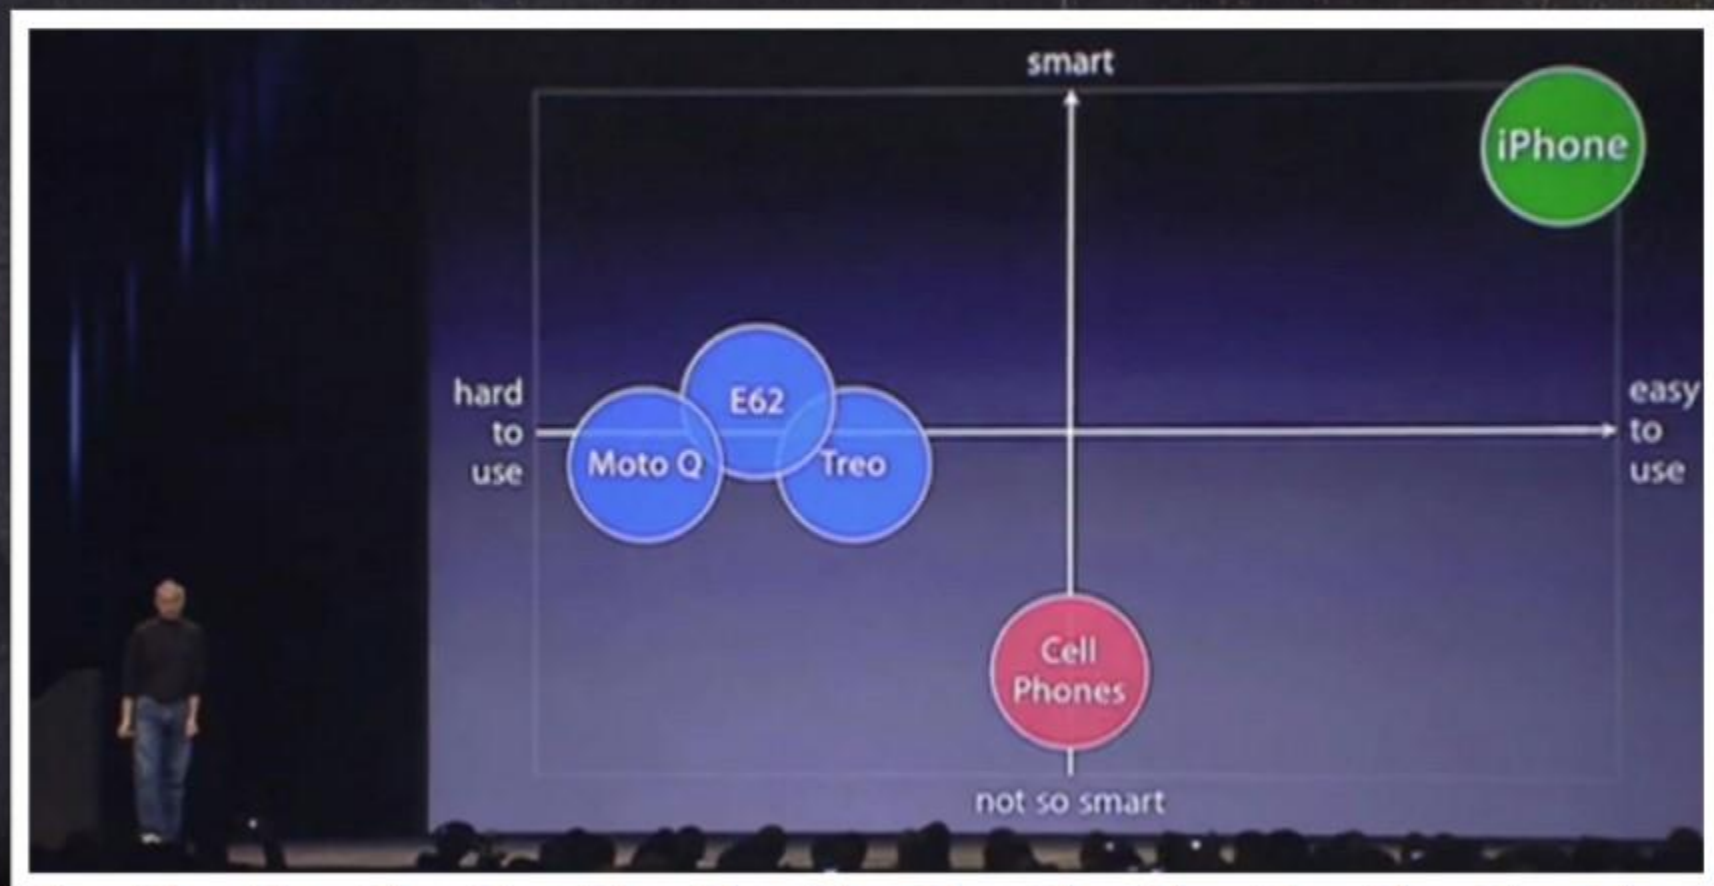 smart
iPhone
hard
to
use
E62
Moto Q
Treo
easy
to
use
Cell
Phones
not so smart